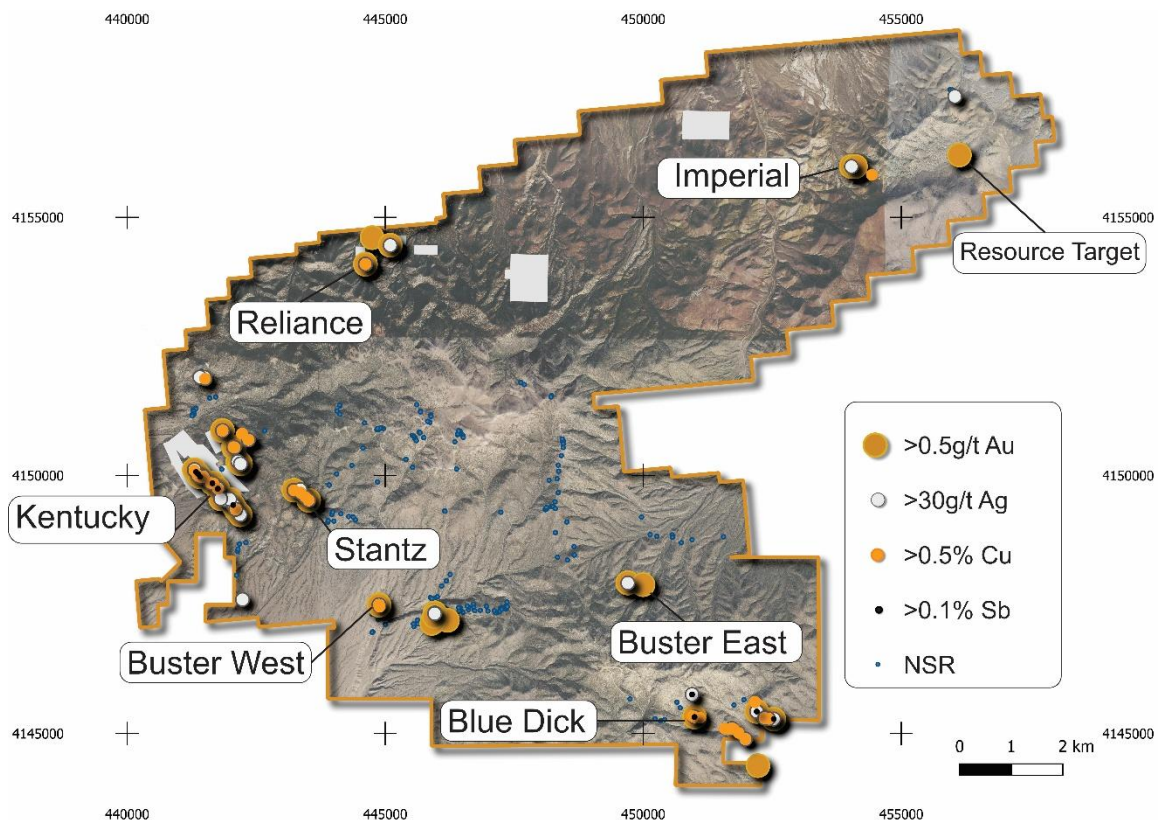 440000
445000
450000
455000
Imperial
4155000
4155000
Resource Target
Reliance
>0.5g/t Au
4150000
4150000
>30g/t Ag
Kentucky
Stantz
>0.5% Cu
>0.1% Sb
Buster West
Buster East
NSR
Blue Dick
4145000
4145000
0 1 2 km
440000
445000
450000
455000